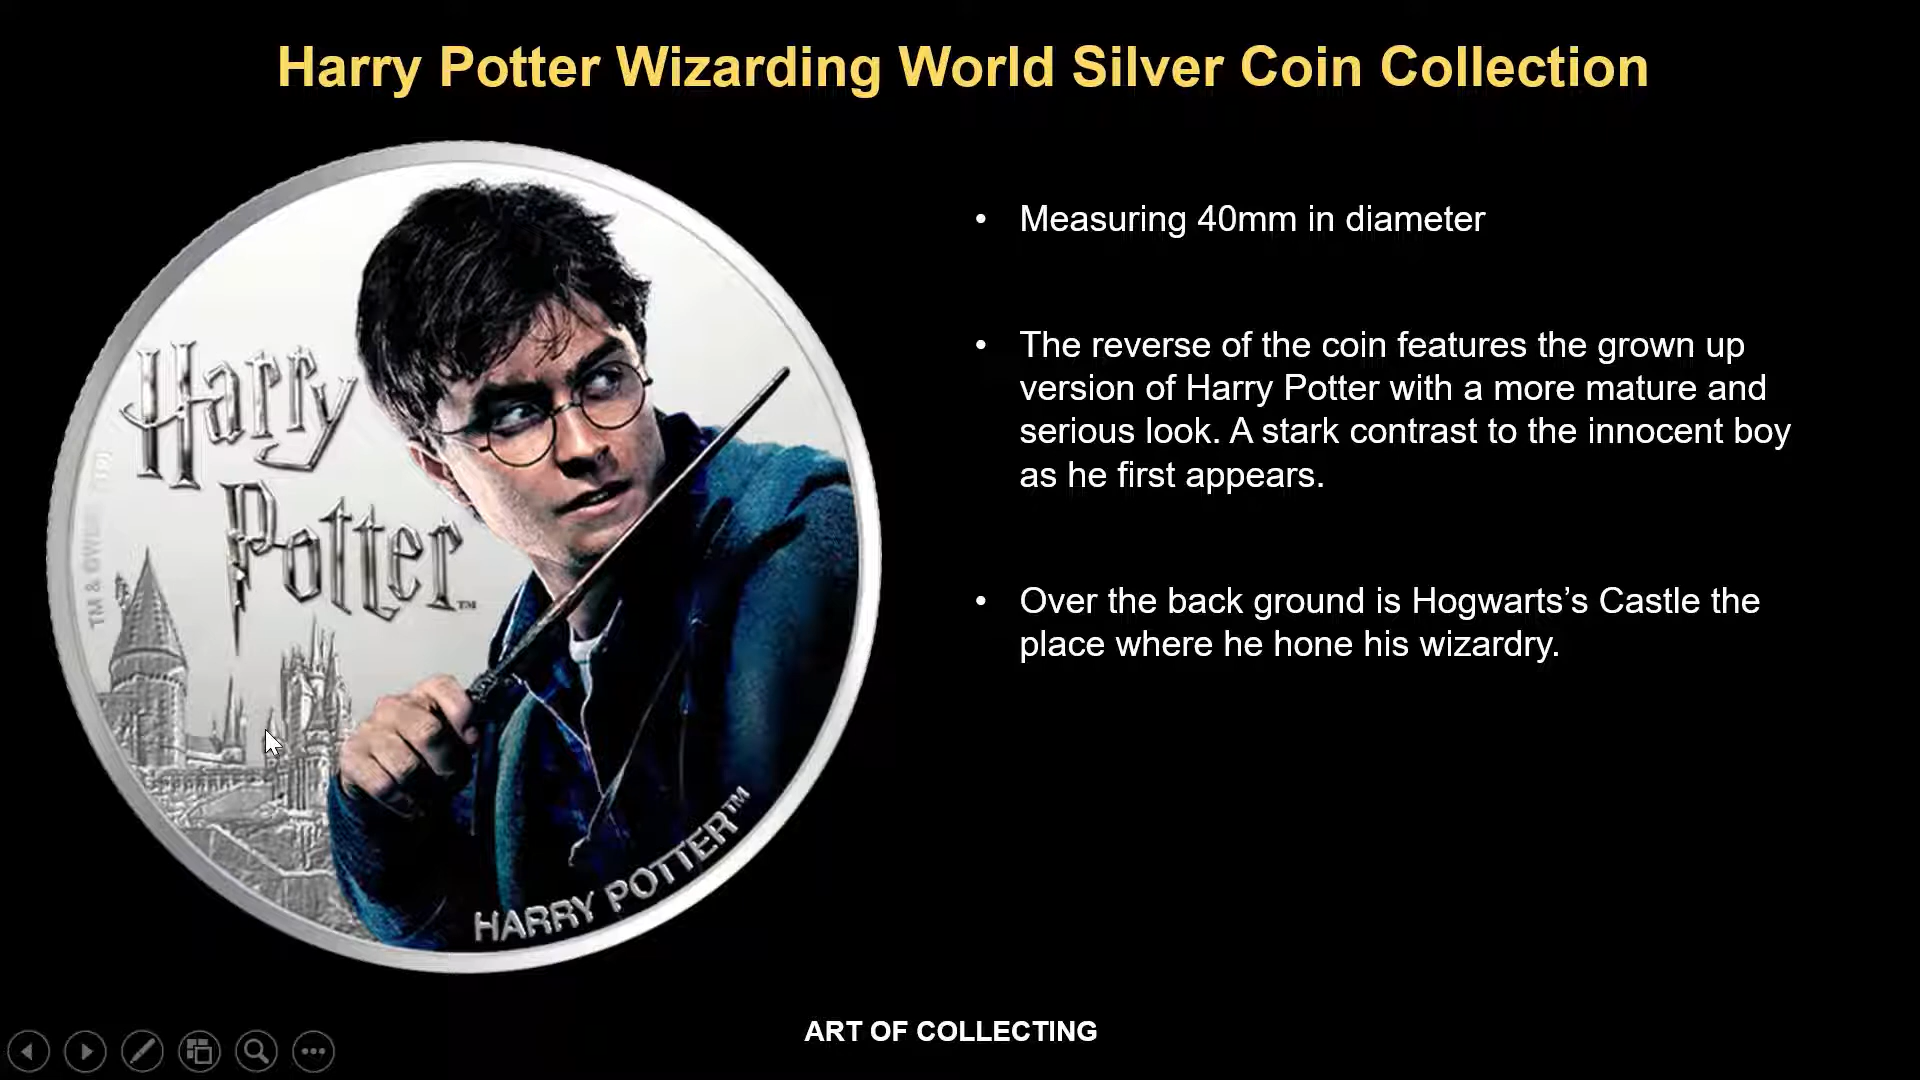 Harry Potter Wizarding World Silver Coin Collection
Harry
Potter™
TM &
HARRY POTTER™
• Measuring 40mm in diameter
• The reverse of the coin features the grown up
version of Harry Potter with a more mature and
serious look. A stark contrast to the innocent boy
as he first appears.
• Over the back ground is Hogwarts’s Castle the
place where he hone his wizardry.
ART OF COLLECTING